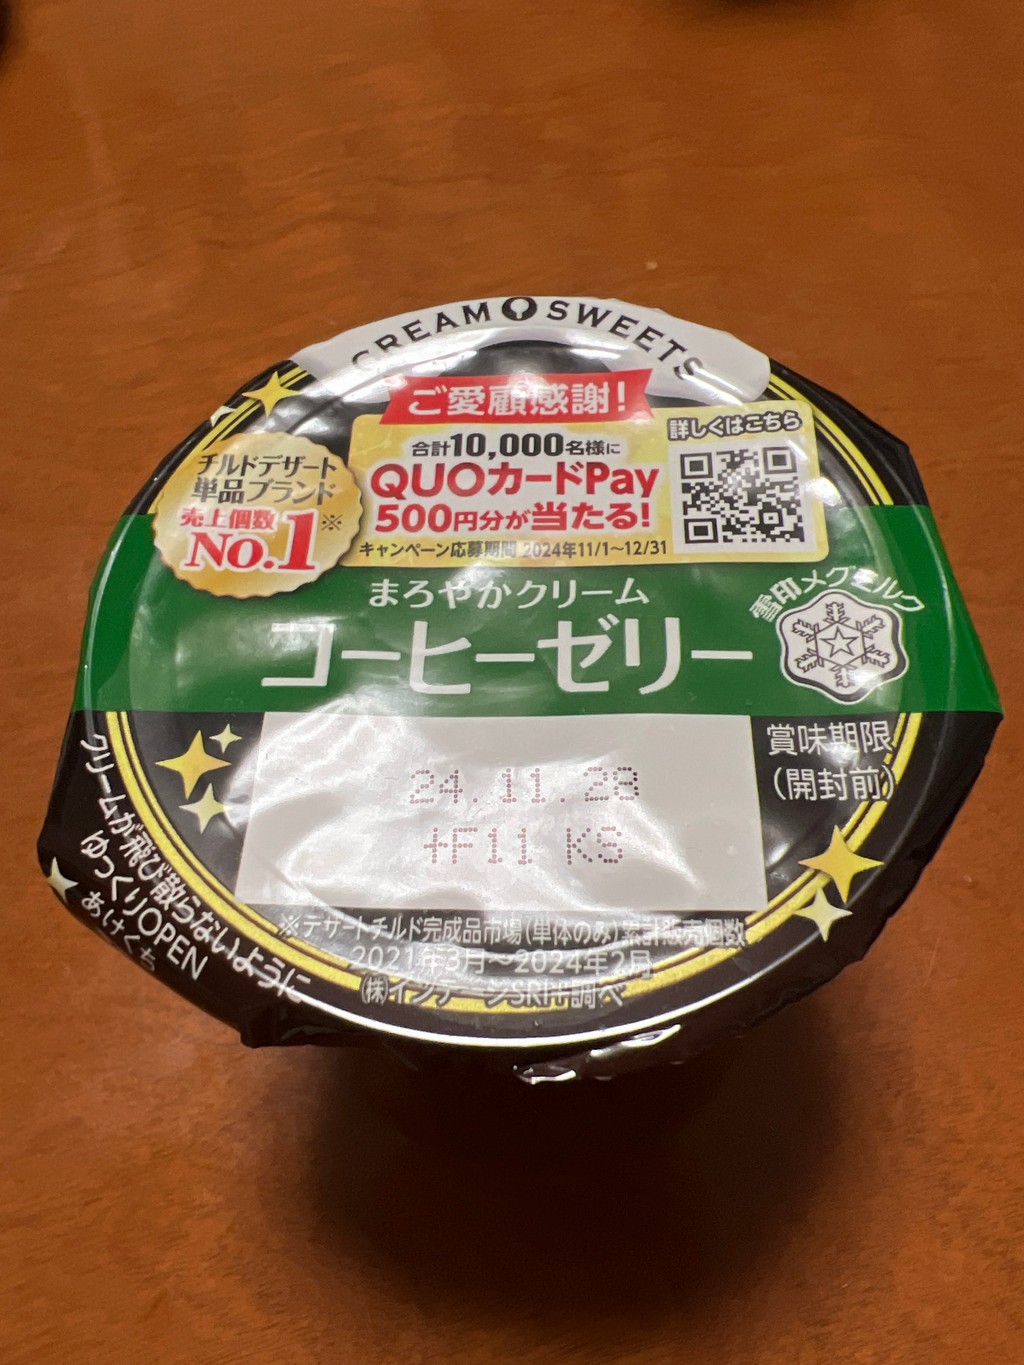 CREAM SWEETS
ご愛顧感謝!
詳しくはこちら
合計10,000名様に
QUOカードPay
500円分が当たる!
キャンペーン応募期間 2024年11/1～12/31
チルドデザート
単品ブランド
売上個数※
No.1
まろやかクリーム
コーヒーゼリー
雪印メグミルク
賞味期限
(開封前)
24.11.28
+F11 KS
※デザートチルド完成品市場(単体のみ)累計販売個数
2021年3月～2024年2月
㈱インテージSRI+調べ
クリームが飛び散らないように
ゆっくりOPEN
あけくち